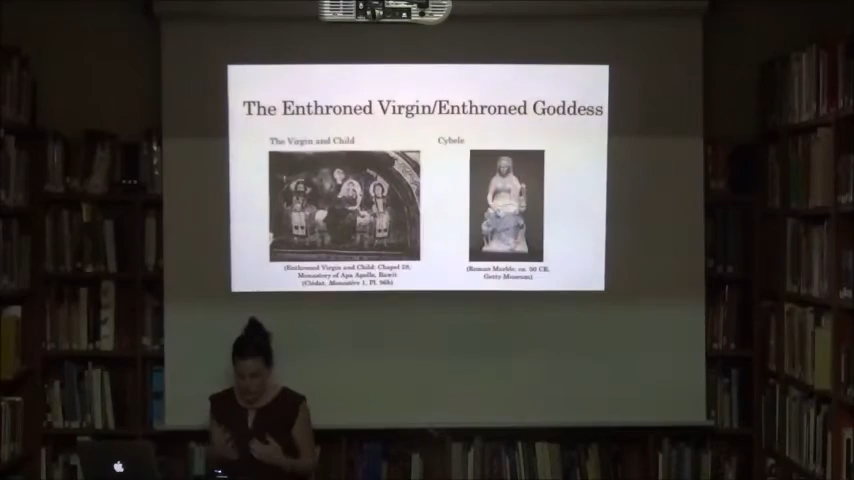 The Enthroned Virgin/Enthroned Goddess
The Virgin and Child
Cybele
(Enthroned Virgin and Child: Chapel 28,
Monastery of Apa Apollo, Bawit
(Clédat, Monastère 1, Pl. 96b)
(Roman Marble, ca. 50 CE,
Getty Museum)